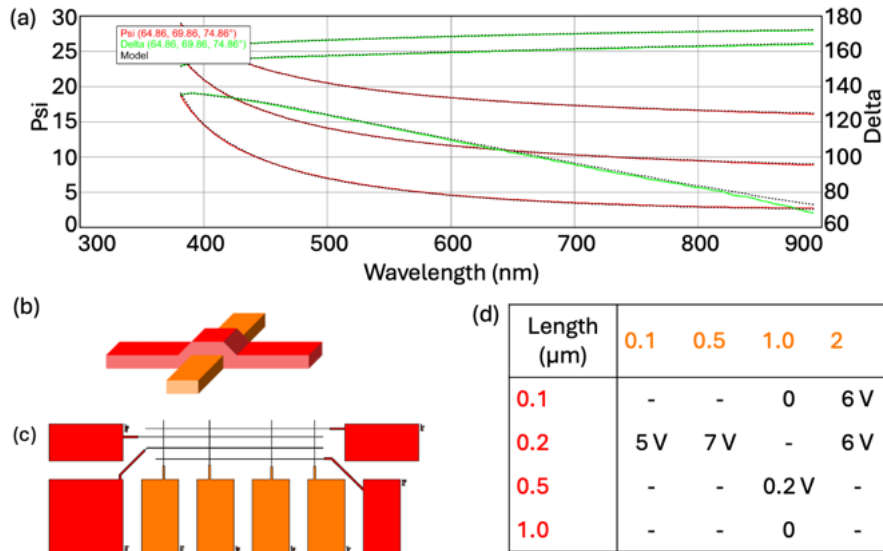 (a)
30
25
20
15
10
5
0
Psi
Psi (64.86, 69.86, 74.86°)
Delta (64.86, 69.86, 74.86°)
Model
180
160
140
120
100
80
60
Delta
300 400 500 600 700 800 900
Wavelength (nm)
(b)
(c)
(d)
Length (μm) 0.1 0.5 1.0 2
0.1 - - 0 6 V
0.2 5 V 7 V - 6 V
0.5 - - 0.2 V -
1.0 - - 0 -